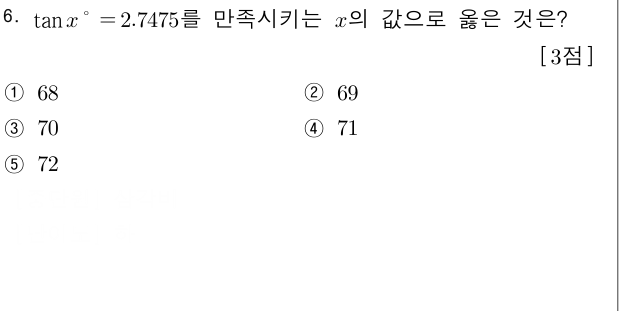 6. tan x° = 2.7475를 만족시키는 x의 값으로 옳은 것은?
[3점]
① 68 ② 69
③ 70 ④ 71
⑤ 72